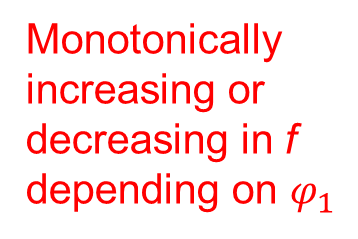 Monotonically
increasing or
decreasing in f
depending on φ₁